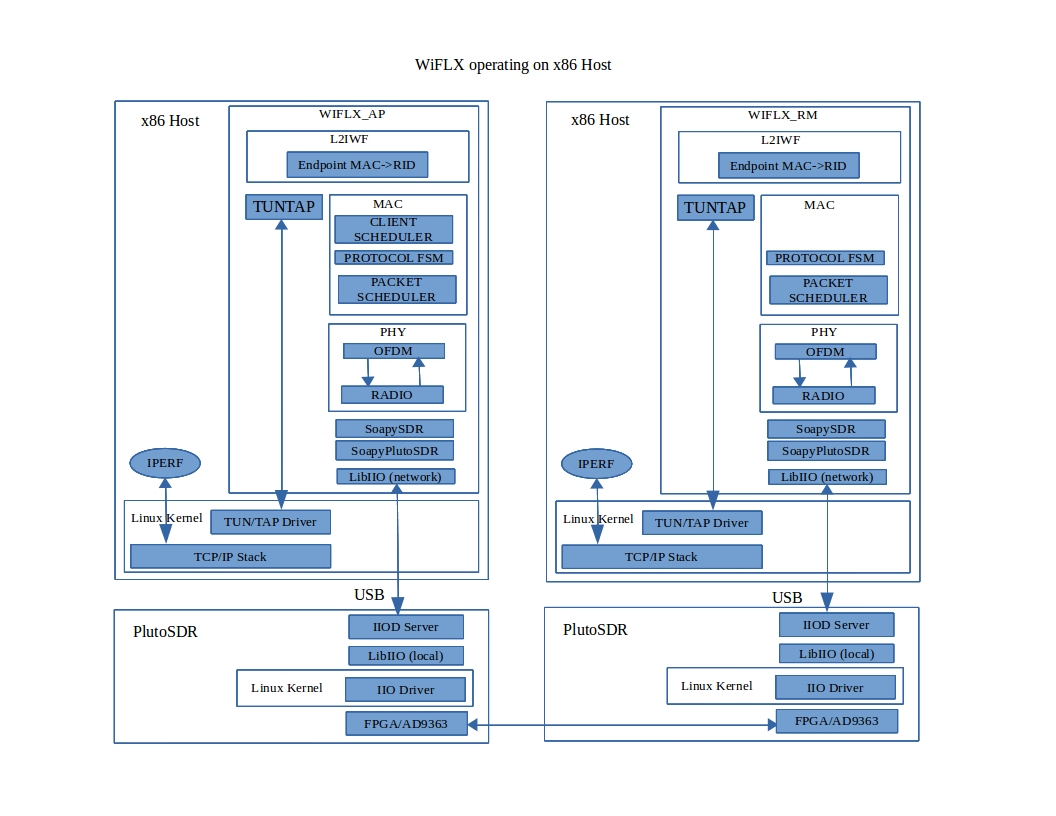 WiFLX operating on x86 Host
x86 Host
WIFLX_AP
L2IWF
Endpoint MAC->RID
TUNTAP
MAC
CLIENT
SCHEDULER
PROTOCOL FSM
PACKET
SCHEDULER
PHY
OFDM
RADIO
SoapySDR
SoapyPlutoSDR
LibIIO (network)
IPERF
Linux Kernel
TUN/TAP Driver
TCP/IP Stack
USB
PlutoSDR
IIOD Server
LibIIO (local)
Linux Kernel
IIO Driver
FPGA/AD9363
x86 Host
WIFLX_RM
L2IWF
Endpoint MAC->RID
TUNTAP
MAC
PROTOCOL FSM
PACKET
SCHEDULER
PHY
OFDM
RADIO
SoapySDR
SoapyPlutoSDR
LibIIO (network)
IPERF
Linux Kernel
TUN/TAP Driver
TCP/IP Stack
USB
PlutoSDR
IIOD Server
LibIIO (local)
Linux Kernel
IIO Driver
FPGA/AD9363